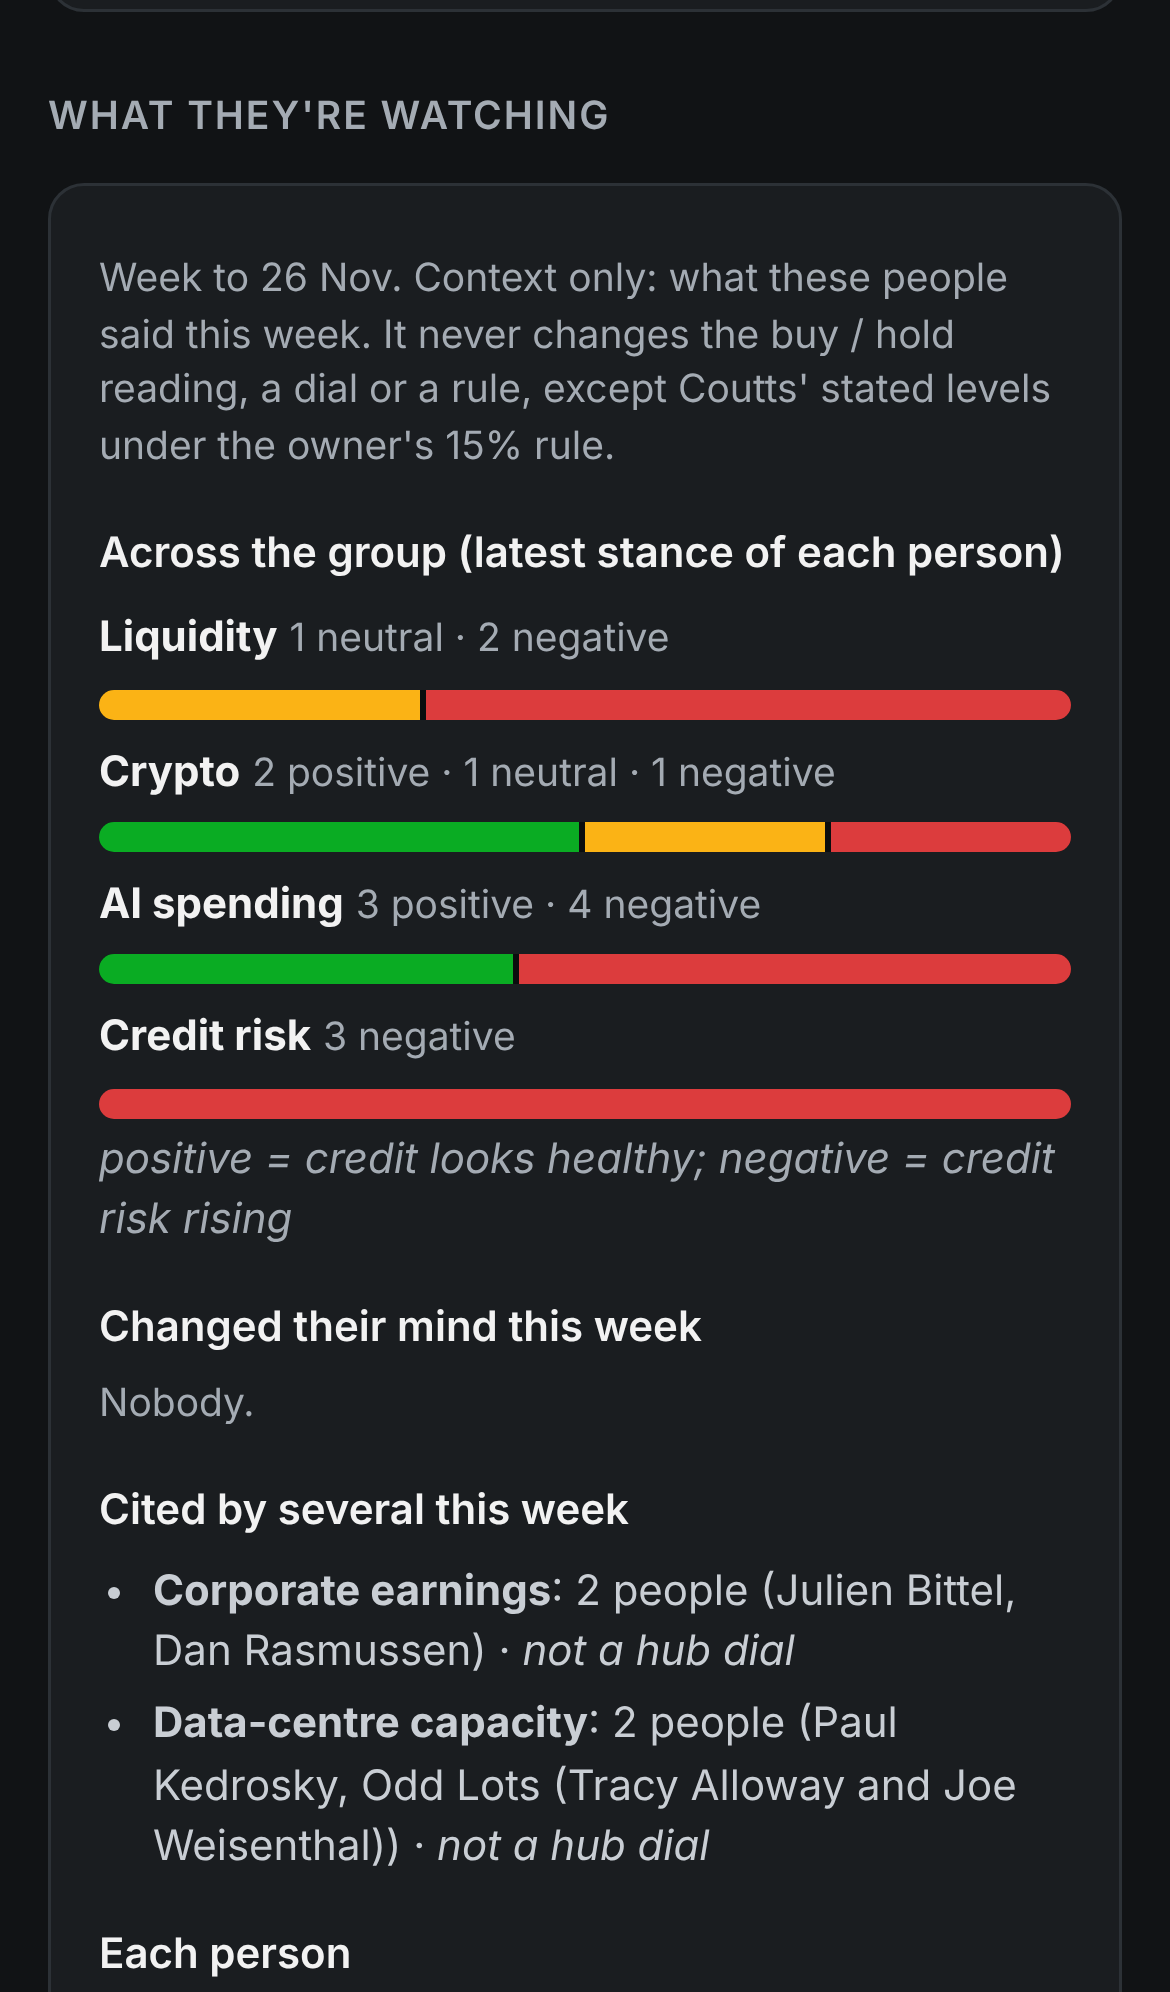 WHAT THEY'RE WATCHING
Week to 26 Nov. Context only: what these people
said this week. It never changes the buy / hold
reading, a dial or a rule, except Coutts' stated levels
under the owner's 15% rule.
Across the group (latest stance of each person)
Liquidity 1 neutral · 2 negative
Crypto 2 positive · 1 neutral · 1 negative
AI spending 3 positive · 4 negative
Credit risk 3 negative
positive = credit looks healthy; negative = credit
risk rising
Changed their mind this week
Nobody.
Cited by several this week
• Corporate earnings: 2 people (Julien Bittel,
Dan Rasmussen) · not a hub dial
• Data-centre capacity: 2 people (Paul
Kedrosky, Odd Lots (Tracy Alloway and Joe
Weisenthal)) · not a hub dial
Each person